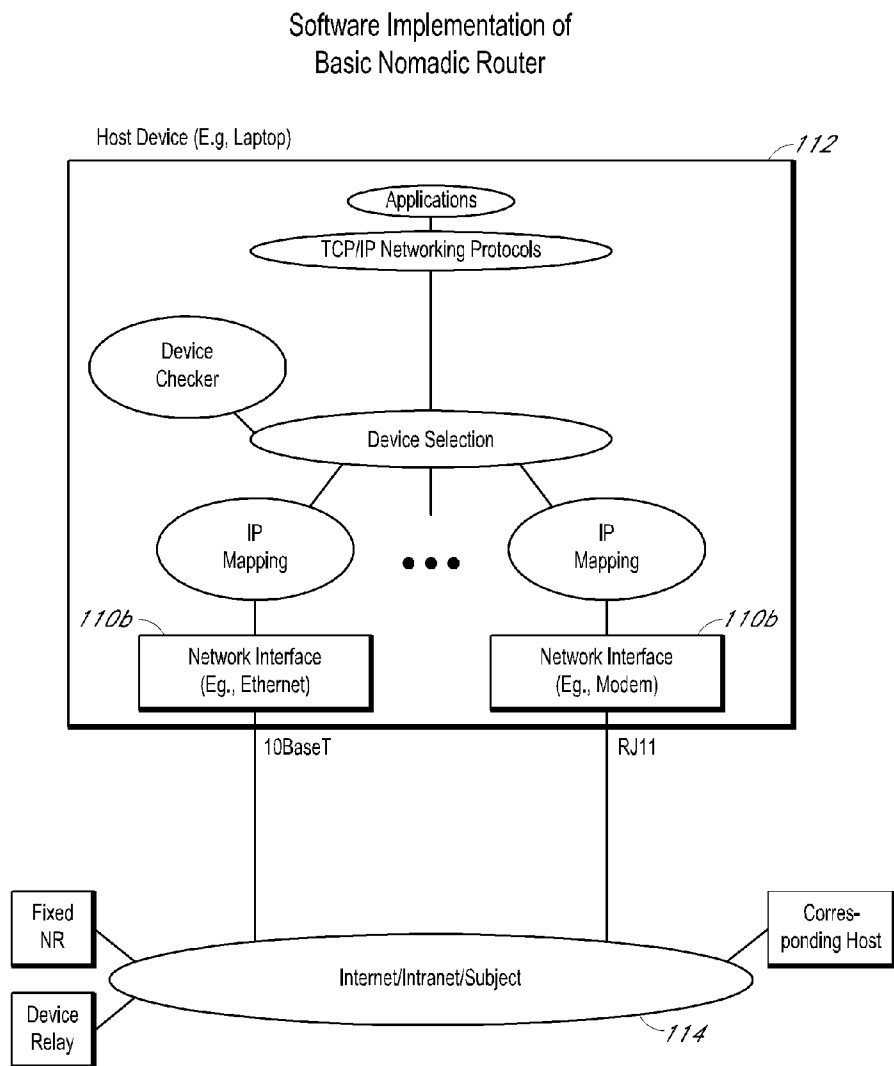 Software Implementation of
Basic Nomadic Router
Host Device (E.g, Laptop)
112
Applications
TCP/IP Networking Protocols
Device
Checker
Device Selection
IP
Mapping
IP
Mapping
110b
110b
Network Interface
(Eg., Ethernet)
Network Interface
(Eg., Modem)
10BaseT
RJ11
Fixed
NR
Corres-
ponding Host
Internet/Intranet/Subject
Device
Relay
114